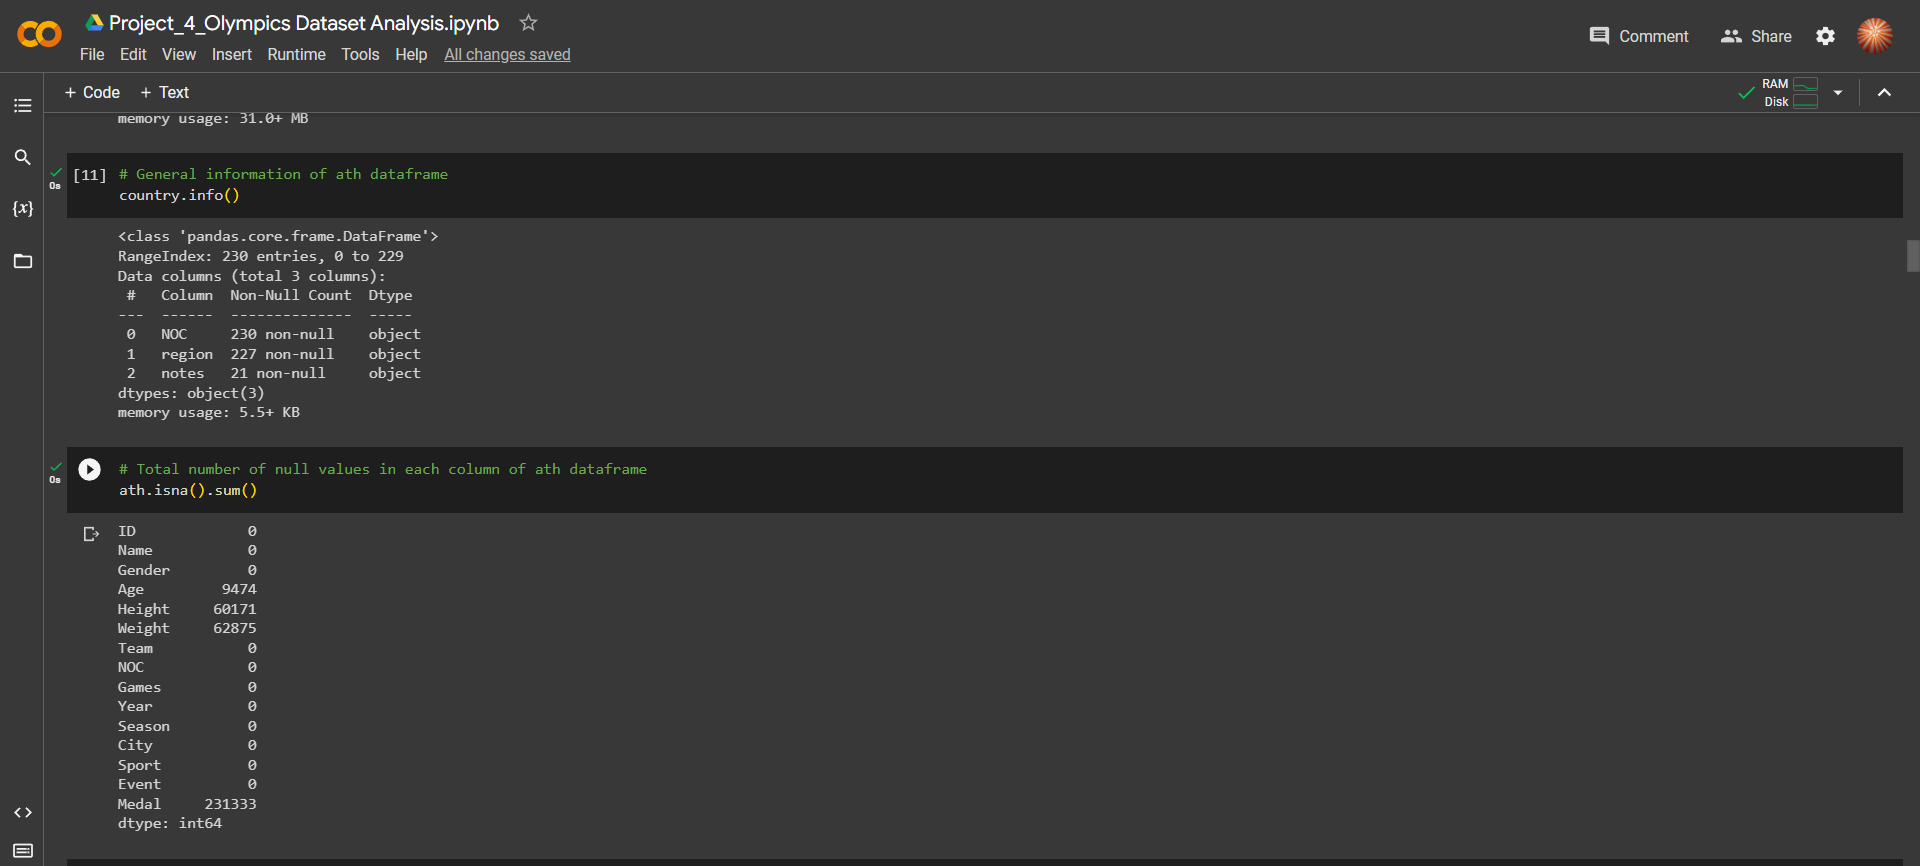 Project_4_Olympics Dataset Analysis.ipynb
File Edit View Insert Runtime Tools Help All changes saved
Comment Share
+ Code + Text
RAM
Disk
memory usage: 31.0+ MB
[11] # General information of ath dataframe
0s
country.info()
{x}
<class 'pandas.core.frame.DataFrame'>
RangeIndex: 230 entries, 0 to 229
Data columns (total 3 columns):
# Column Non-Null Count Dtype
--- ------ -------------- -----
0 NOC 230 non-null object
1 region 227 non-null object
2 notes 21 non-null object
dtypes: object(3)
memory usage: 5.5+ KB
# Total number of null values in each column of ath dataframe
0s
ath.isna().sum()
ID 0
Name 0
Gender 0
Age 9474
Height 60171
Weight 62875
Team 0
NOC 0
Games 0
Year 0
Season 0
City 0
Sport 0
Event 0
Medal 231333
dtype: int64